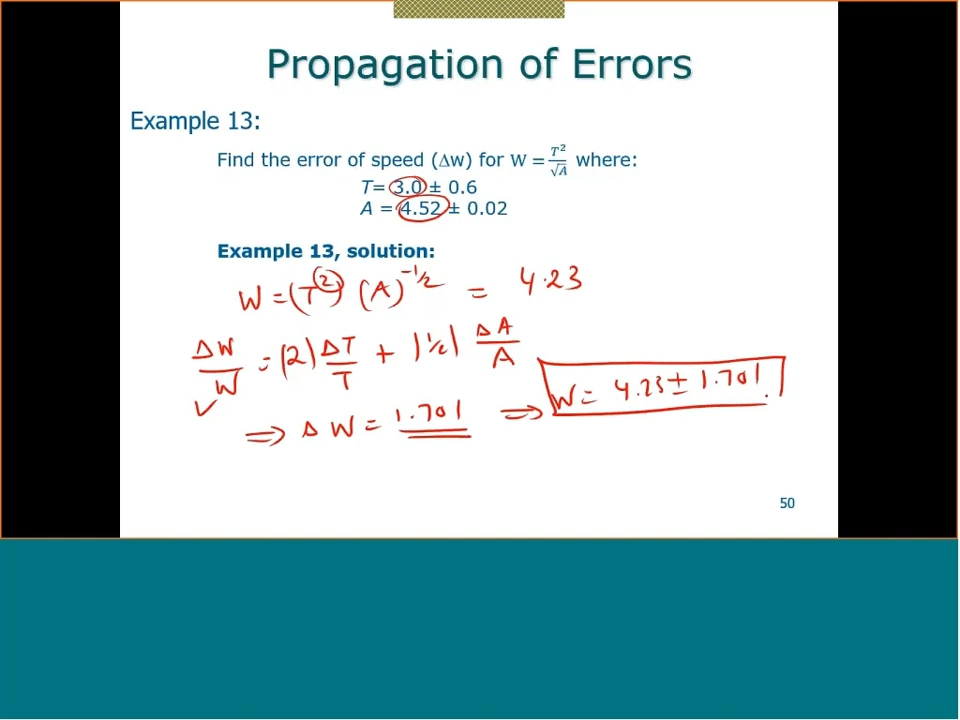 Propagation of Errors
Example 13:
Find the error of speed (Δw) for W = T²/√A where:
T= 3.0 ± 0.6
A = 4.52 ± 0.02
Example 13, solution:
W = (T²) (A)^-1/2 = 4.23
ΔW/W = |2| ΔT/T + |1/2| ΔA/A
⇒ ΔW = 1.701 ⇒ W = 4.23 ± 1.701
50